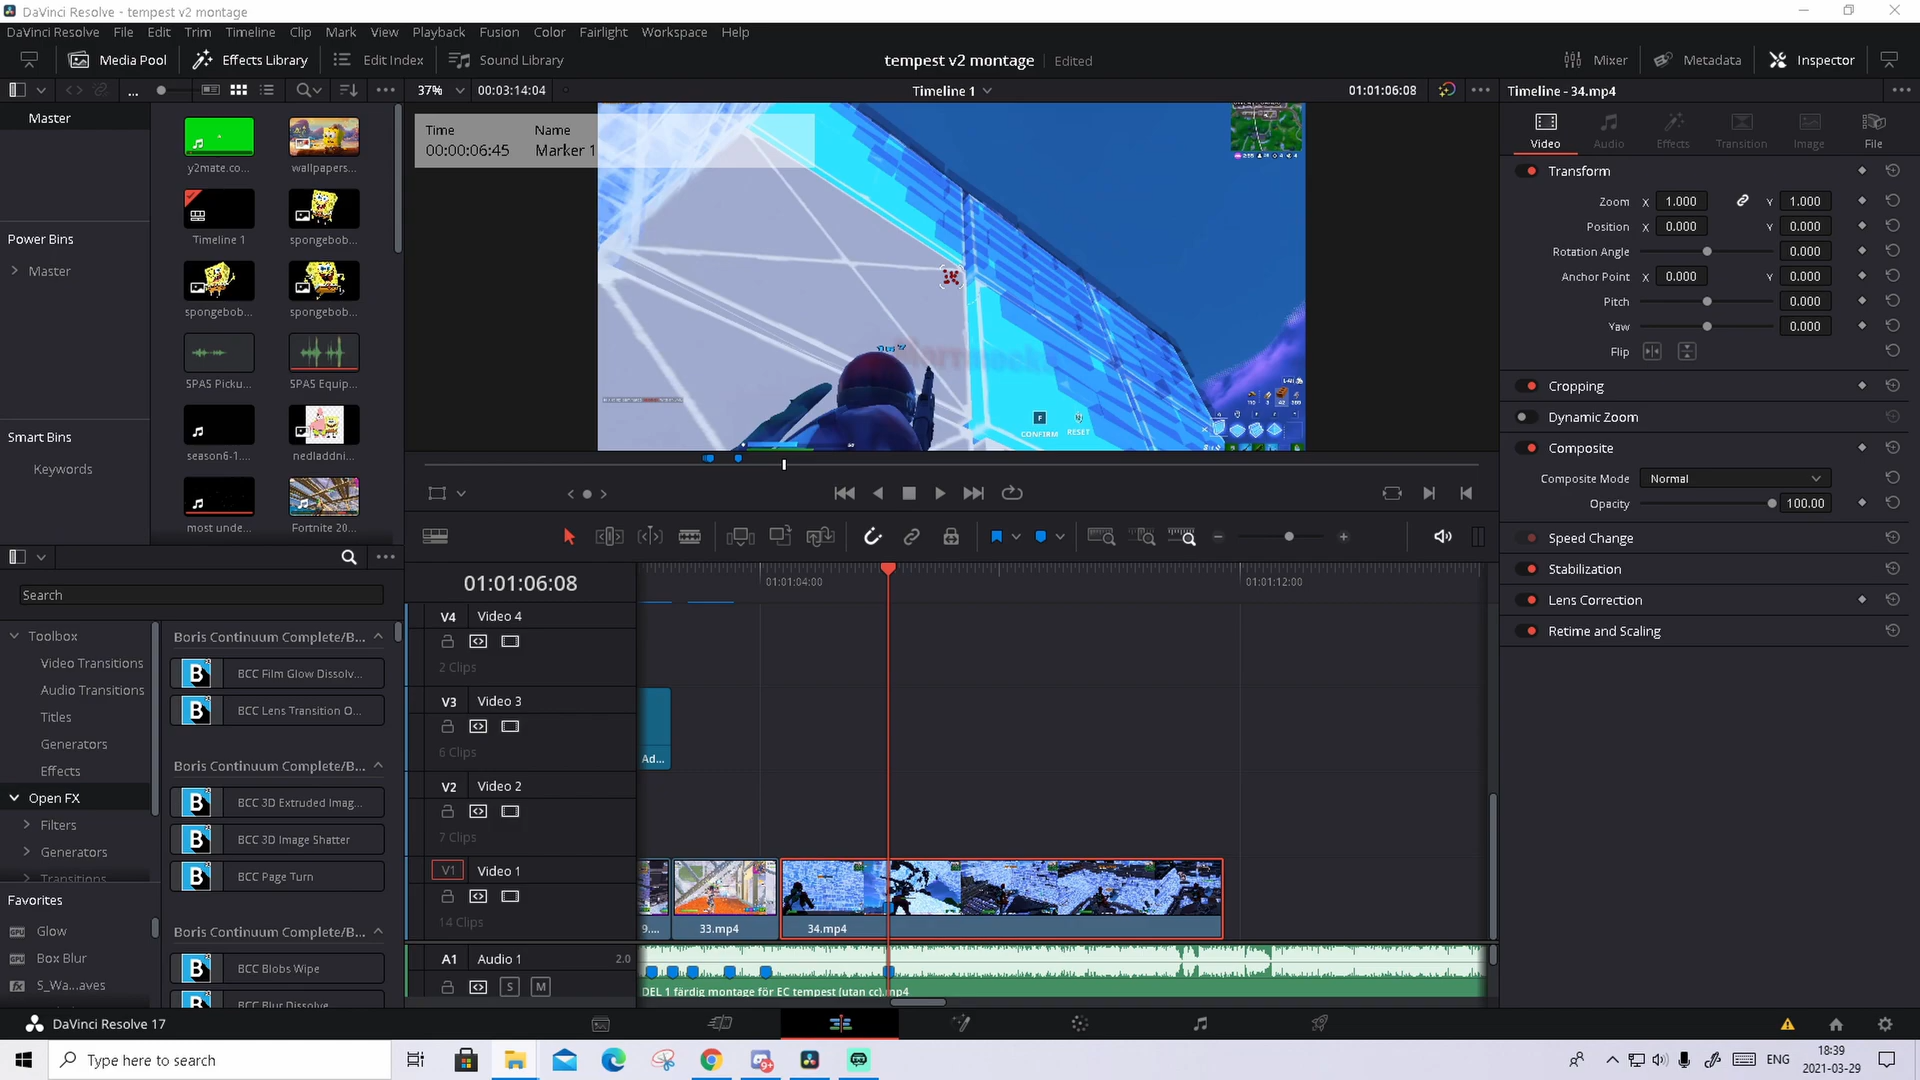 DaVinci Resolve - tempest v2 montage
DaVinci Resolve File Edit Trim Timeline Clip Mark View Playback Fusion Color Fairlight Workspace Help
Media Pool Effects Library Edit Index Sound Library tempest v2 montage Edited Mixer Metadata Inspector
37% 00:03:14:04 Timeline 1 01:01:06:08 Timeline - 34.mp4
Master
Power Bins
Master
Smart Bins
Keywords
y2mate.co... wallpapers...
Timeline 1 spongebob...
spongebob... spongebob...
SPAS Picku... SPAS Equip...
season6-1.... nedladdni...
most unde... Fortnite 20...
Time Name
00:00:06:45 Marker 1
CONFIRM RESET
Video Audio Effects Transition Image File
Transform
Zoom X 1.000 Y 1.000
Position X 0.000 Y 0.000
Rotation Angle 0.000
Anchor Point X 0.000 Y 0.000
Pitch 0.000
Yaw 0.000
Flip
Cropping
Dynamic Zoom
Composite
Composite Mode Normal
Opacity 100.00
Speed Change
Stabilization
Lens Correction
Retime and Scaling
Search
Toolbox
Video Transitions
Audio Transitions
Titles
Generators
Effects
Open FX
Filters
Generators
Transitions
Favorites
Glow
Box Blur
S_Wa...aves
Boris Continuum Complete/B...
BCC Film Glow Dissolv...
BCC Lens Transition O...
Boris Continuum Complete/B...
BCC 3D Extruded Imag...
BCC 3D Image Shatter
BCC Page Turn
Boris Continuum Complete/B...
BCC Blobs Wipe
BCC Blur Dissolve
01:01:06:08 01:01:04:00 01:01:12:00
V4 Video 4
2 Clips
V3 Video 3
6 Clips
Ad...
V2 Video 2
7 Clips
V1 Video 1
14 Clips
9.... 33.mp4 34.mp4
A1 Audio 1 2.0
S M
DEL 1 färdig montage för EC tempest (utan cc).mp4
DaVinci Resolve 17
Type here to search
9+
ENG
18:39
2021-03-29